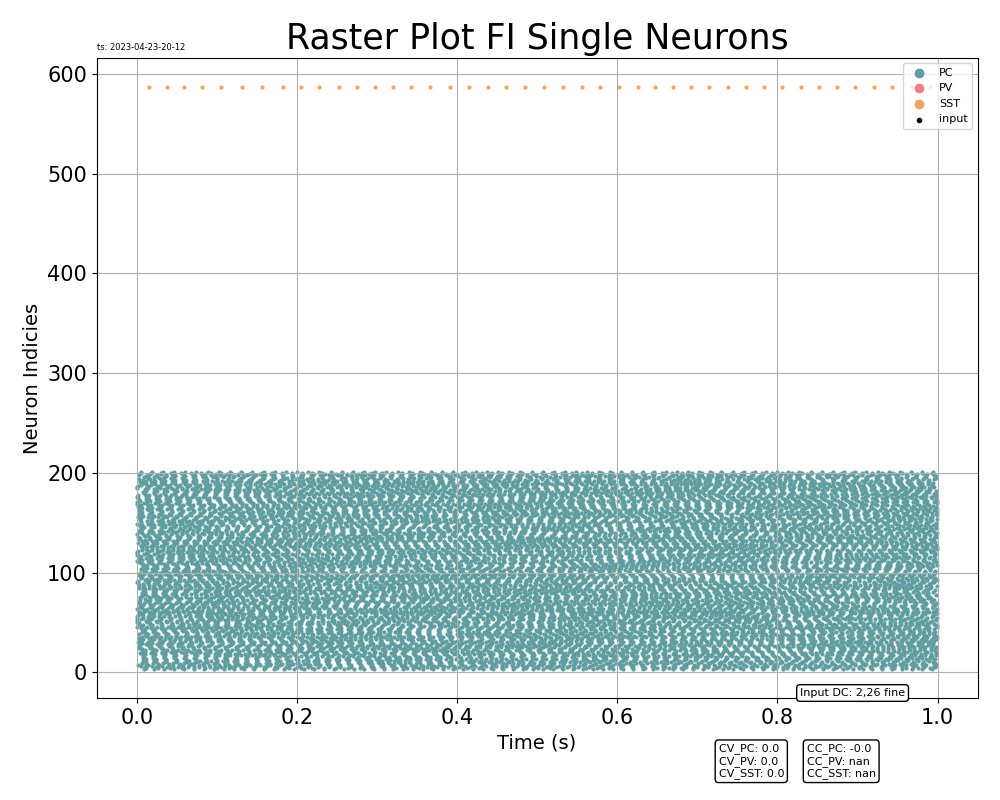 Raster Plot FI Single Neurons
ts: 2023-04-23-20-12
600
500
400
300
200
100
0
Neuron Indicies
PC
PV
SST
input
0.0 0.2 0.4 0.6 0.8 1.0
Time (s)
Input DC: 2,26 fine
CV_PC: 0.0
CV_PV: 0.0
CV_SST: 0.0
CC_PC: -0.0
CC_PV: nan
CC_SST: nan